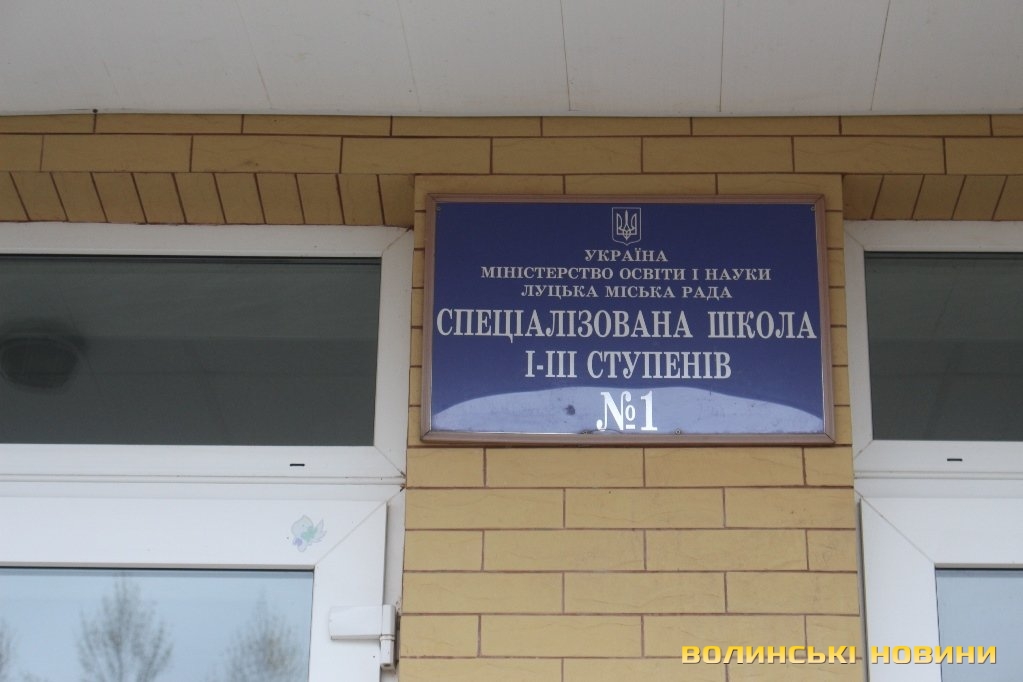 УКРАЇНА
МІНІСТЕРСТВО ОСВІТИ І НАУКИ
ЛУЦЬКА МІСЬКА РАДА
СПЕЦІАЛІЗОВАНА ШКОЛА
І-ІІІ СТУПЕНІВ
№1
ВОЛИНСЬКІ НОВИНИ